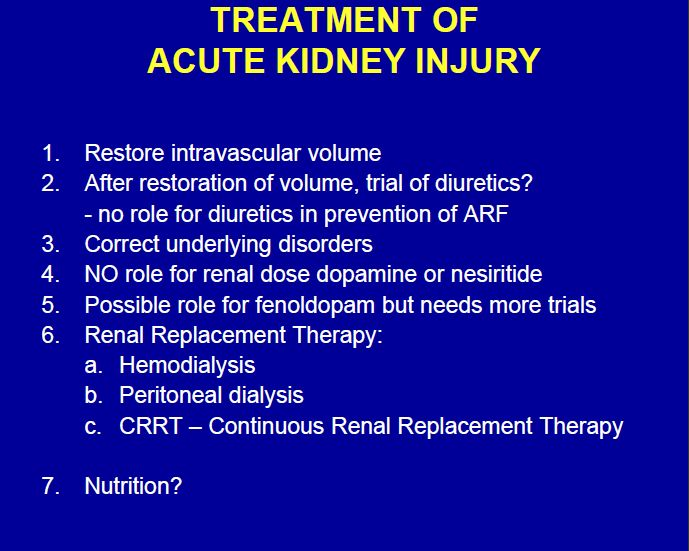 TREATMENT OF
ACUTE KIDNEY INJURY
1. Restore intravascular volume
2. After restoration of volume, trial of diuretics?
- no role for diuretics in prevention of ARF
3. Correct underlying disorders
4. NO role for renal dose dopamine or nesiritide
5. Possible role for fenoldopam but needs more trials
6. Renal Replacement Therapy:
a. Hemodialysis
b. Peritoneal dialysis
c. CRRT – Continuous Renal Replacement Therapy
7. Nutrition?